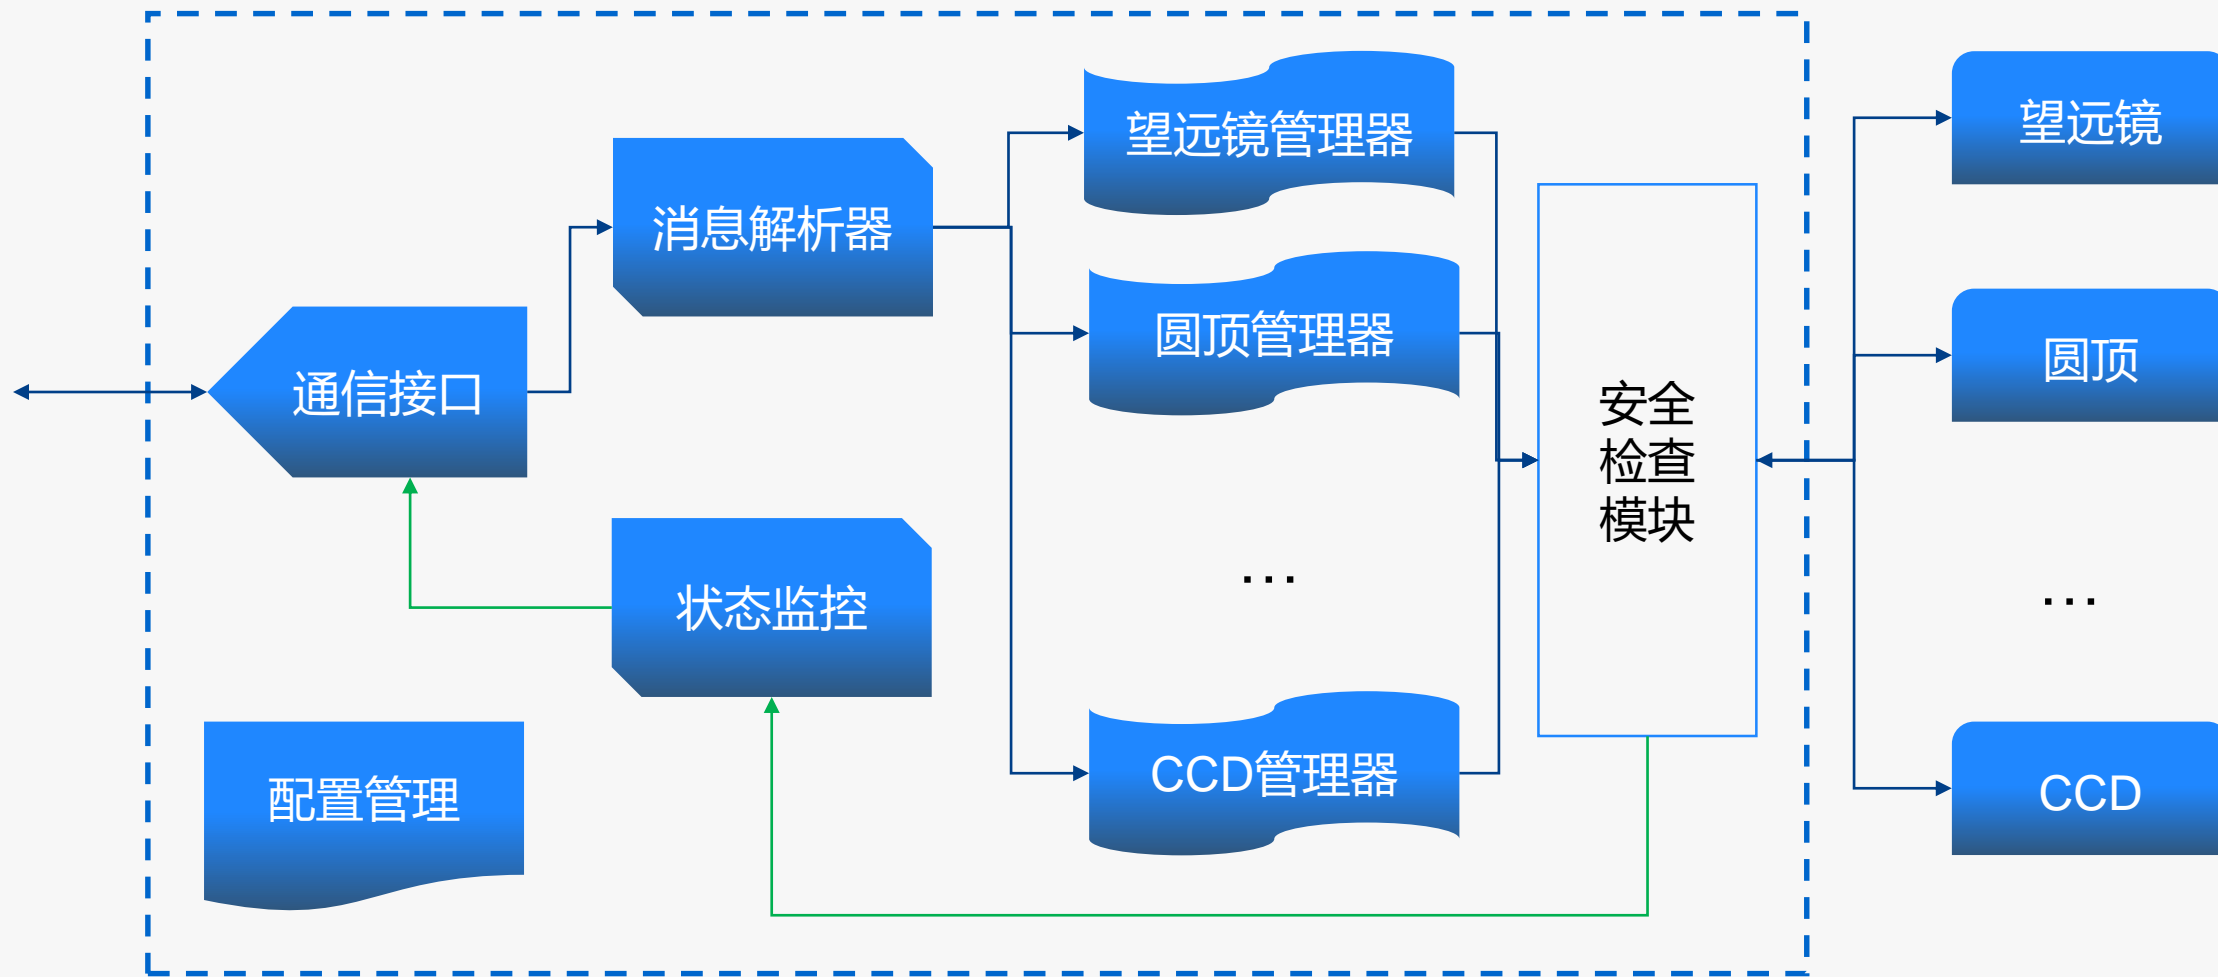 望远镜管理器
望远镜
消息解析器
圆顶管理器
圆顶
通信接口
安全
检查
模块
状态监控
…
…
配置管理
CCD管理器
CCD